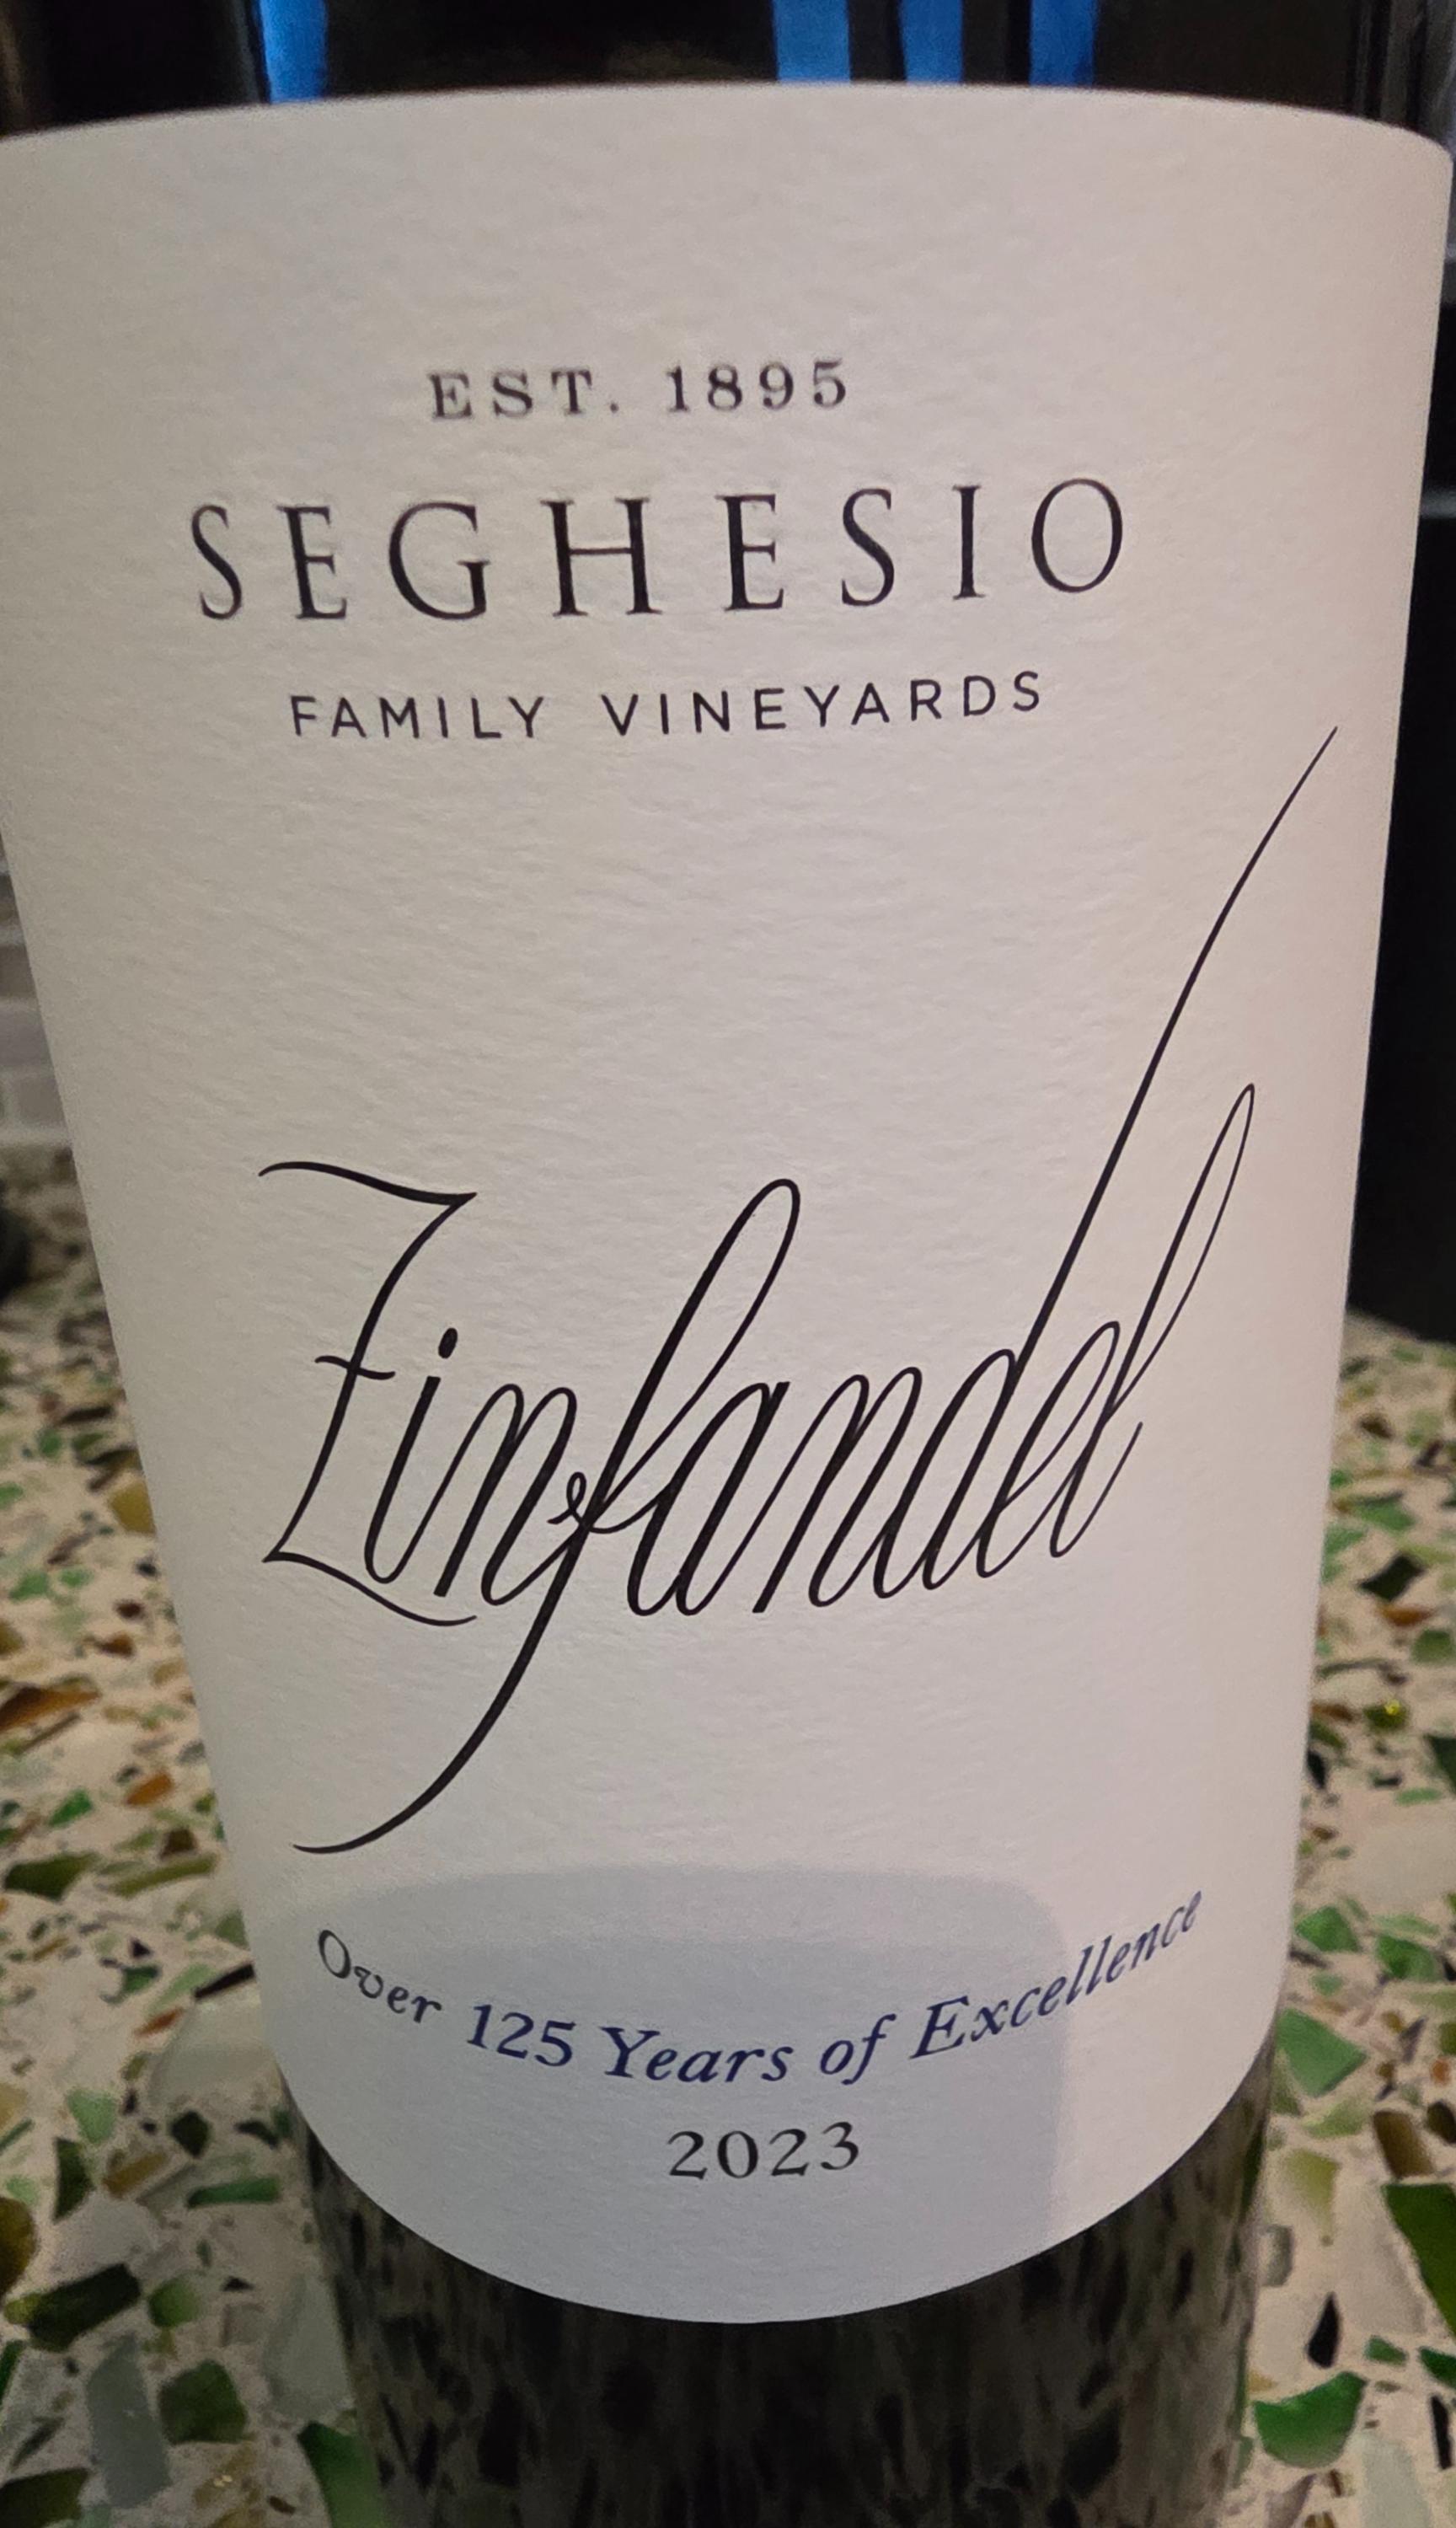 EST. 1895
SEGHESIO
FAMILY VINEYARDS
Zinfandel
Over 125 Years of Excellence
2023